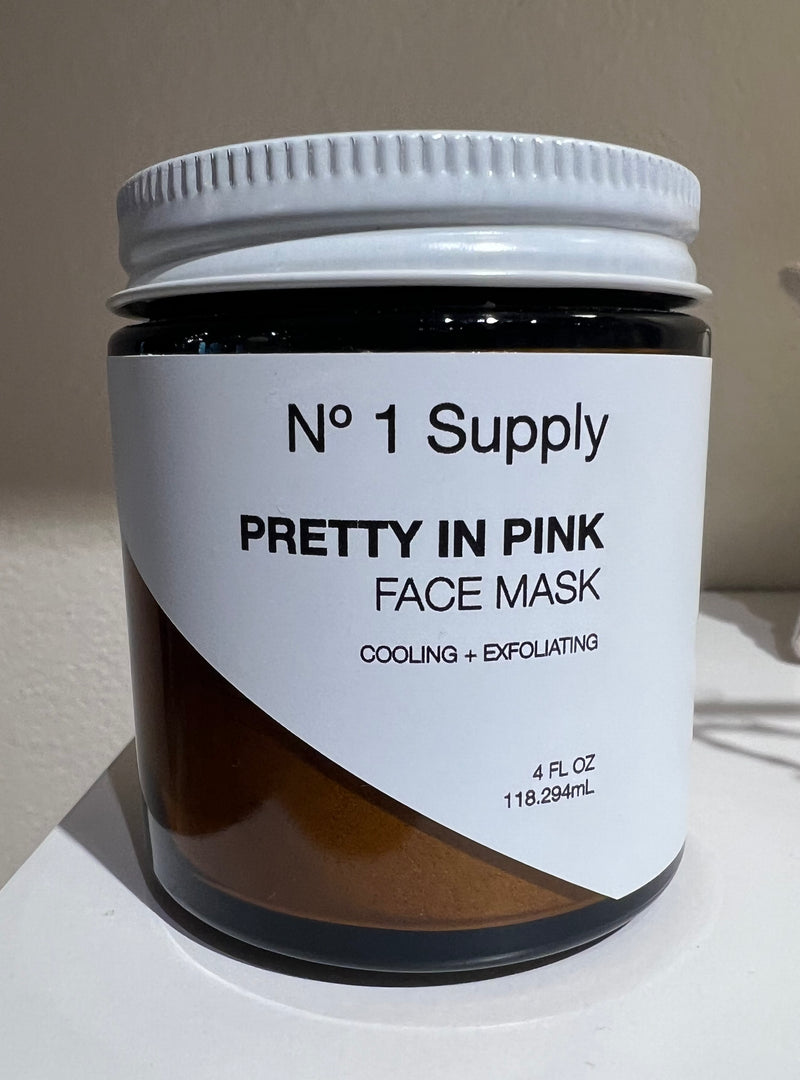 Nº 1 Supply
PRETTY IN PINK
FACE MASK
COOLING + EXFOLIATING
4 FL OZ
118.294mL